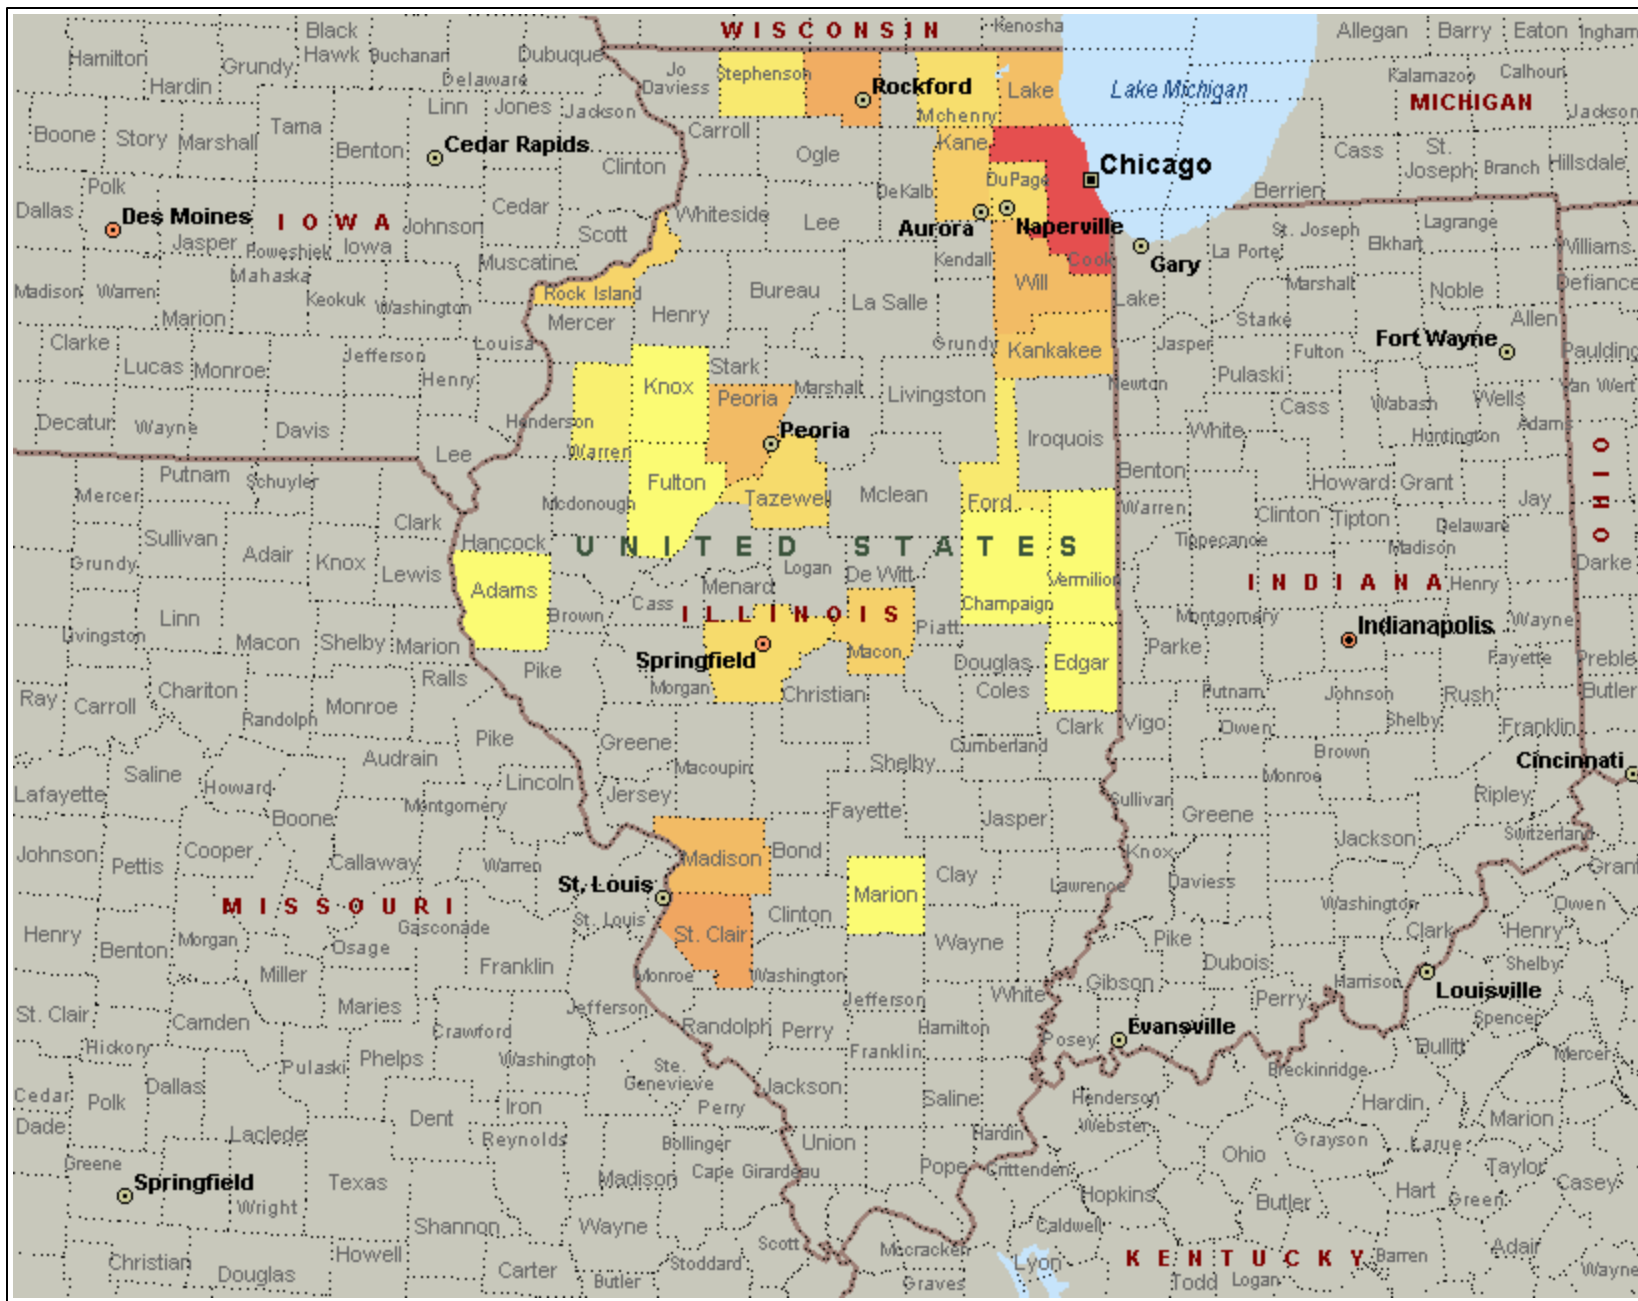 WISCONSIN
Kenosha
Allegan
Barry
Eaton
Ingham
Black
Hawk
Buchanan
Dubuque
Hamilton
Grundy
Hardin
Delaware
Jo
Daviess
Stephenson
Rockford
Lake
Lake Michigan
Kalamazoo
Calhoun
MICHIGAN
Jackson
Linn
Jones
Jackson
Mchenry
Boone
Story
Marshall
Tama
Benton
Cedar Rapids
Carroll
Ogle
Kane
Cass
St.
Joseph
Branch
Hillsdale
Clinton
Chicago
Polk
DeKalb
DuPage
Berrien
Dallas
Des Moines
IOWA
Johnson
Cedar
Scott
Whiteside
Lee
Aurora
Naperville
Lagrange
St. Joseph
Elkhart
Williams
Jasper
Poweshiek
Iowa
Mahaska
Muscatine
Kendall
Cook
Gary
La Porte
Madison
Warren
Keokuk
Washington
Rock Island
Bureau
La Salle
Will
Lake
Marshall
Noble
Defiance
Marion
Mercer
Henry
Starke
Allen
Clarke
Lucas
Monroe
Jefferson
Louisa
Grundy
Kankakee
Jasper
Fulton
Fort Wayne
Paulding
Henry
Knox
Stark
Marshall
Peoria
Livingston
Newton
Pulaski
Van Wert
Decatur
Wayne
Davis
Henderson
Cass
Wabash
Wells
Adams
Lee
Warren
Peoria
Iroquois
White
Huntington
OHIO
Putnam
Schuyler
Mercer
Fulton
Tazewell
Mclean
Ford
Benton
Howard
Grant
Jay
Mcdonough
Warren
Clinton
Tipton
Delaware
Clark
Sullivan
Adair
Hancock
UNITED STATES
Tippecanoe
Madison
Darke
Grundy
Knox
Lewis
Adams
Menard
Logan
De Witt
Vermilion
INDIANA
Henry
Linn
Brown
Cass
ILLINOIS
Champaign
Piatt
Montgomery
Wayne
Livingston
Macon
Shelby
Marion
Springfield
Macon
Indianapolis
Parke
Fayette
Preble
Ralls
Pike
Morgan
Christian
Douglas
Coles
Edgar
Ray
Carroll
Chariton
Randolph
Monroe
Putnam
Johnson
Rush
Butler
Pike
Greene
Clark
Vigo
Owen
Shelby
Franklin
Cumberland
Audrain
Macoupin
Shelby
Brown
Monroe
Cincinnati
Saline
Howard
Lincoln
Jersey
Lafayette
Montgomery
Fayette
Sullivan
Greene
Ripley
Boone
Jasper
Switzerland
Johnson
Pettis
Cooper
Callaway
Warren
Madison
Bond
Knox
Jackson
Grant
St. Louis
Marion
Clay
Lawrence
Daviess
MISSOURI
St. Louis
Clinton
Washington
Owen
Henry
Benton
Morgan
Osage
Gasconade
St. Clair
Wayne
Pike
Clark
Henry
Miller
Franklin
Monroe
Washington
Gibson
Dubois
Harrison
Shelby
St. Clair
Camden
Maries
Jefferson
Jefferson
White
Perry
Louisville
Spencer
Hickory
Crawford
Randolph
Perry
Hamilton
Posey
Evansville
Bullitt
Mercer
Pulaski
Phelps
Washington
Ste.
Genevieve
Franklin
Breckinridge
Cedar
Dallas
Jackson
Polk
Dade
Iron
Perry
Saline
Henderson
Hardin
Marion
Laclede
Dent
Reynolds
Bollinger
Union
Hardin
Webster
Ohio
Grayson
Larue
Greene
Springfield
Texas
Madison
Cape Girardeau
Pope
Crittenden
Taylor
Casey
Wright
Hopkins
Butler
Hart
Green
Shannon
Wayne
Caldwell
Christian
Howell
Scott
Mccracken
Lyon
KENTUCKY
Barren
Adair
Douglas
Carter
Butler
Stoddard
Graves
Todd
Logan
Wayne